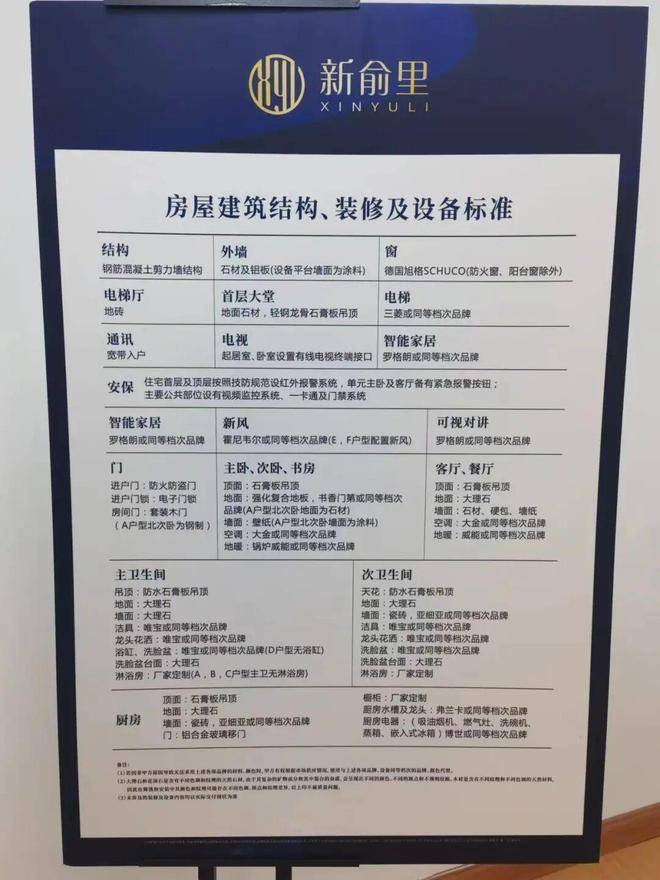 新俞里
XINYULI
房屋建筑结构、装修及设备标准
结构
钢筋混凝土剪力墙结构
外墙
石材及铝板(设备平台墙面为涂料)
窗
德国旭格SCHUCO(防火窗、阳台窗除外)
电梯厅
地砖
首层大堂
地面石材，轻钢龙骨石膏板吊顶
电梯
三菱或同等档次品牌
通讯
宽带入户
电视
起居室、卧室设置有线电视终端接口
智能家居
罗格朗或同等档次品牌
安保
住宅首层及顶层按照技防规范设红外报警系统，单元主卧及客厅备有紧急报警按钮；
主要公共部位设有视频监控系统、一卡通及门禁系统
智能家居
罗格朗或同等档次品牌
新风
霍尼韦尔或同等档次品牌(E，F户型配置新风)
可视对讲
罗格朗或同等档次品牌
门
进户门：防火防盗门
进户门锁：电子门锁
房间门：套装木门
（A户型北次卧为钢制）
主卧、次卧、书房
顶面：石膏板吊顶
地面：强化复合地板，书香门第或同等档次
品牌(A户型北次卧地面为石材)
墙面：壁纸(A户型北次卧墙面为涂料)
空调：大金或同等档次品牌
地暖：锅炉威能或同等档次品牌
客厅、餐厅
顶面：石膏板吊顶
地面：大理石
墙面：石材、硬包、墙纸
空调：大金或同等档次品牌
地暖：威能或同等档次品牌
主卫生间
吊顶：防水石膏板吊顶
地面：大理石
墙面：大理石
洁具：唯宝或同等档次品牌
龙头花洒：唯宝或同等档次品牌
浴缸、洗脸盆：唯宝或同等档次品牌(D户型无浴缸)
洗脸盆台面：大理石
淋浴房：厂家定制(A，B，C户型主卫无淋浴房)
次卫生间
天花：防水石膏板吊顶
地面：大理石
墙面：瓷砖，亚细亚或同等档次品牌
洁具：唯宝或同等档次品牌
龙头花洒：唯宝或同等档次品牌
洗脸盆：唯宝或同等档次品牌
洗脸盆台面：大理石
淋浴房：厂家定制
厨房
顶面：石膏板吊顶
地面：大理石
墙面：瓷砖，亚细亚或同等档次品牌
门：铝合金玻璃移门
橱柜：厂家定制
厨房水槽及龙头：弗兰卡或同等档次品牌
厨房电器：（吸油烟机、燃气灶、洗碗机、
蒸箱、嵌入式冰箱）博世或同等档次品牌
备注：